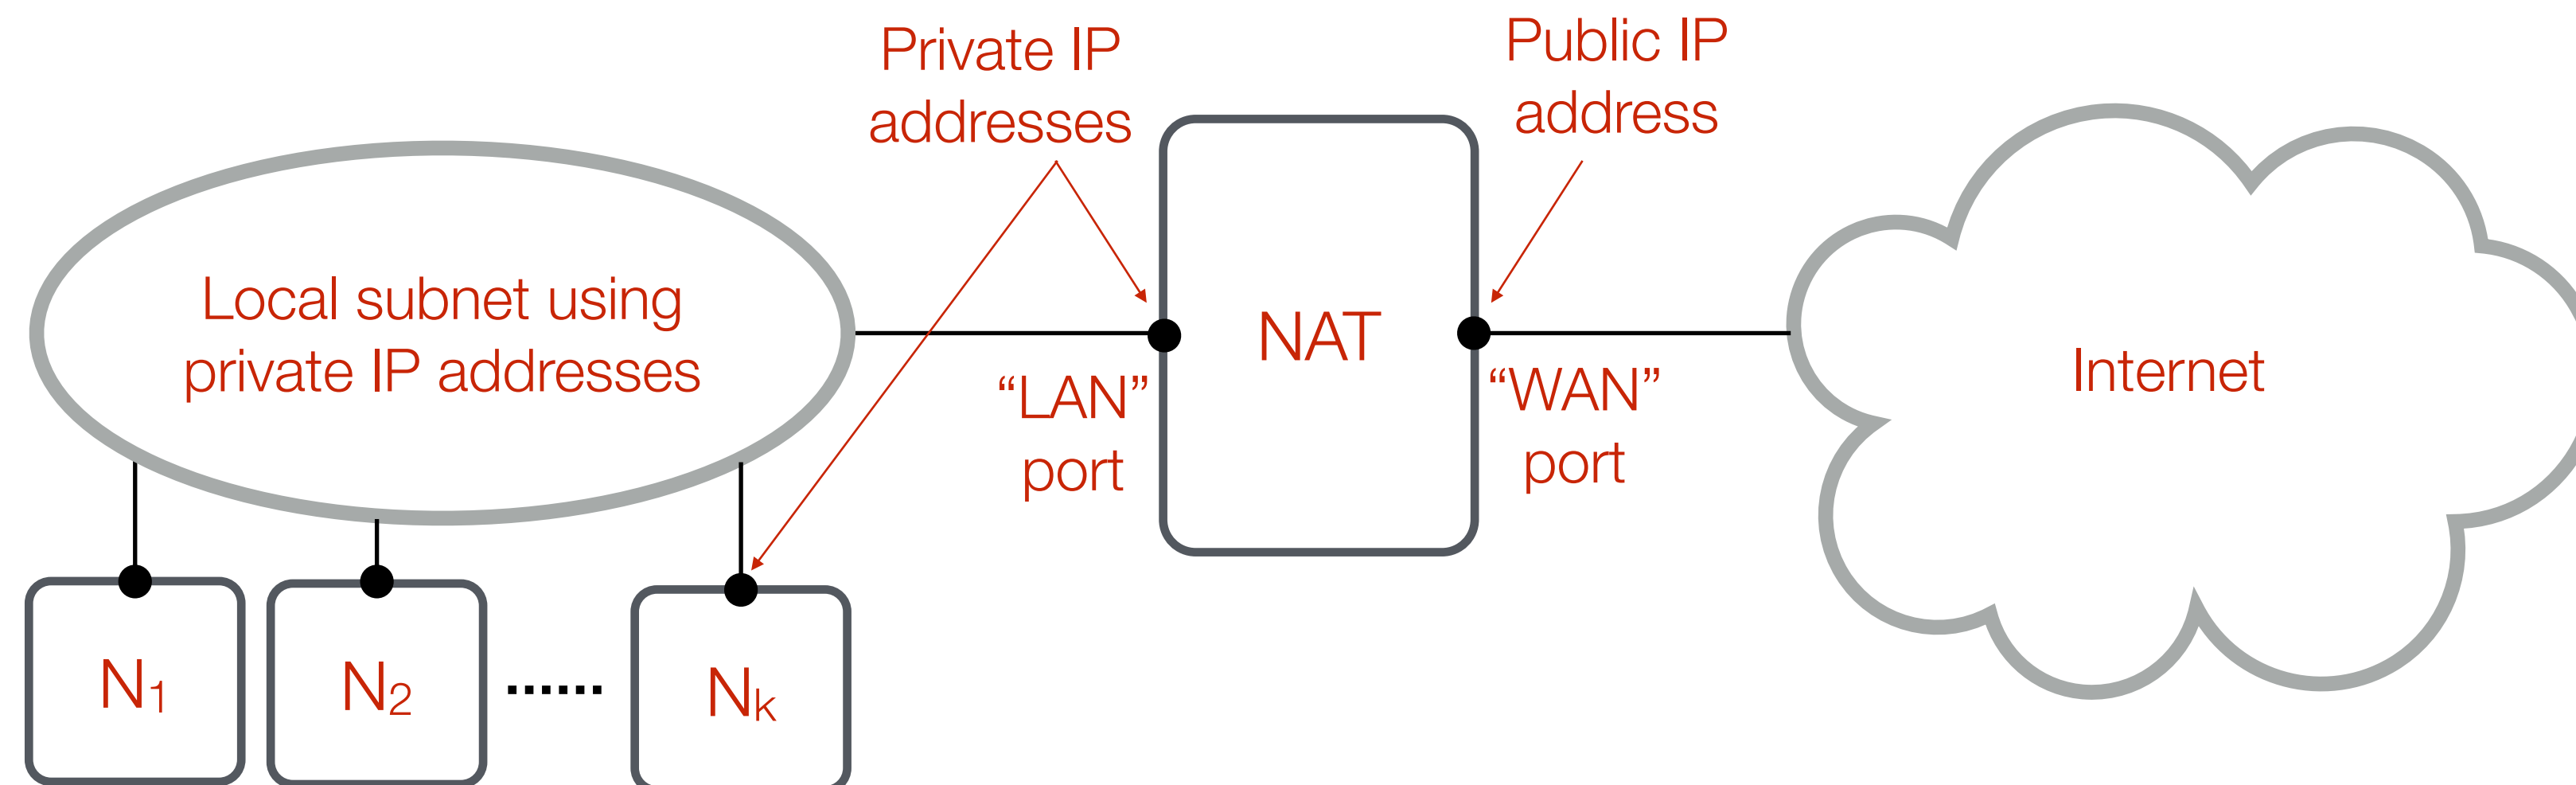 Private IP
addresses
Public IP
address
Local subnet using
private IP addresses
NAT
Internet
“LAN”
port
“WAN”
port
N1
N2
Nk